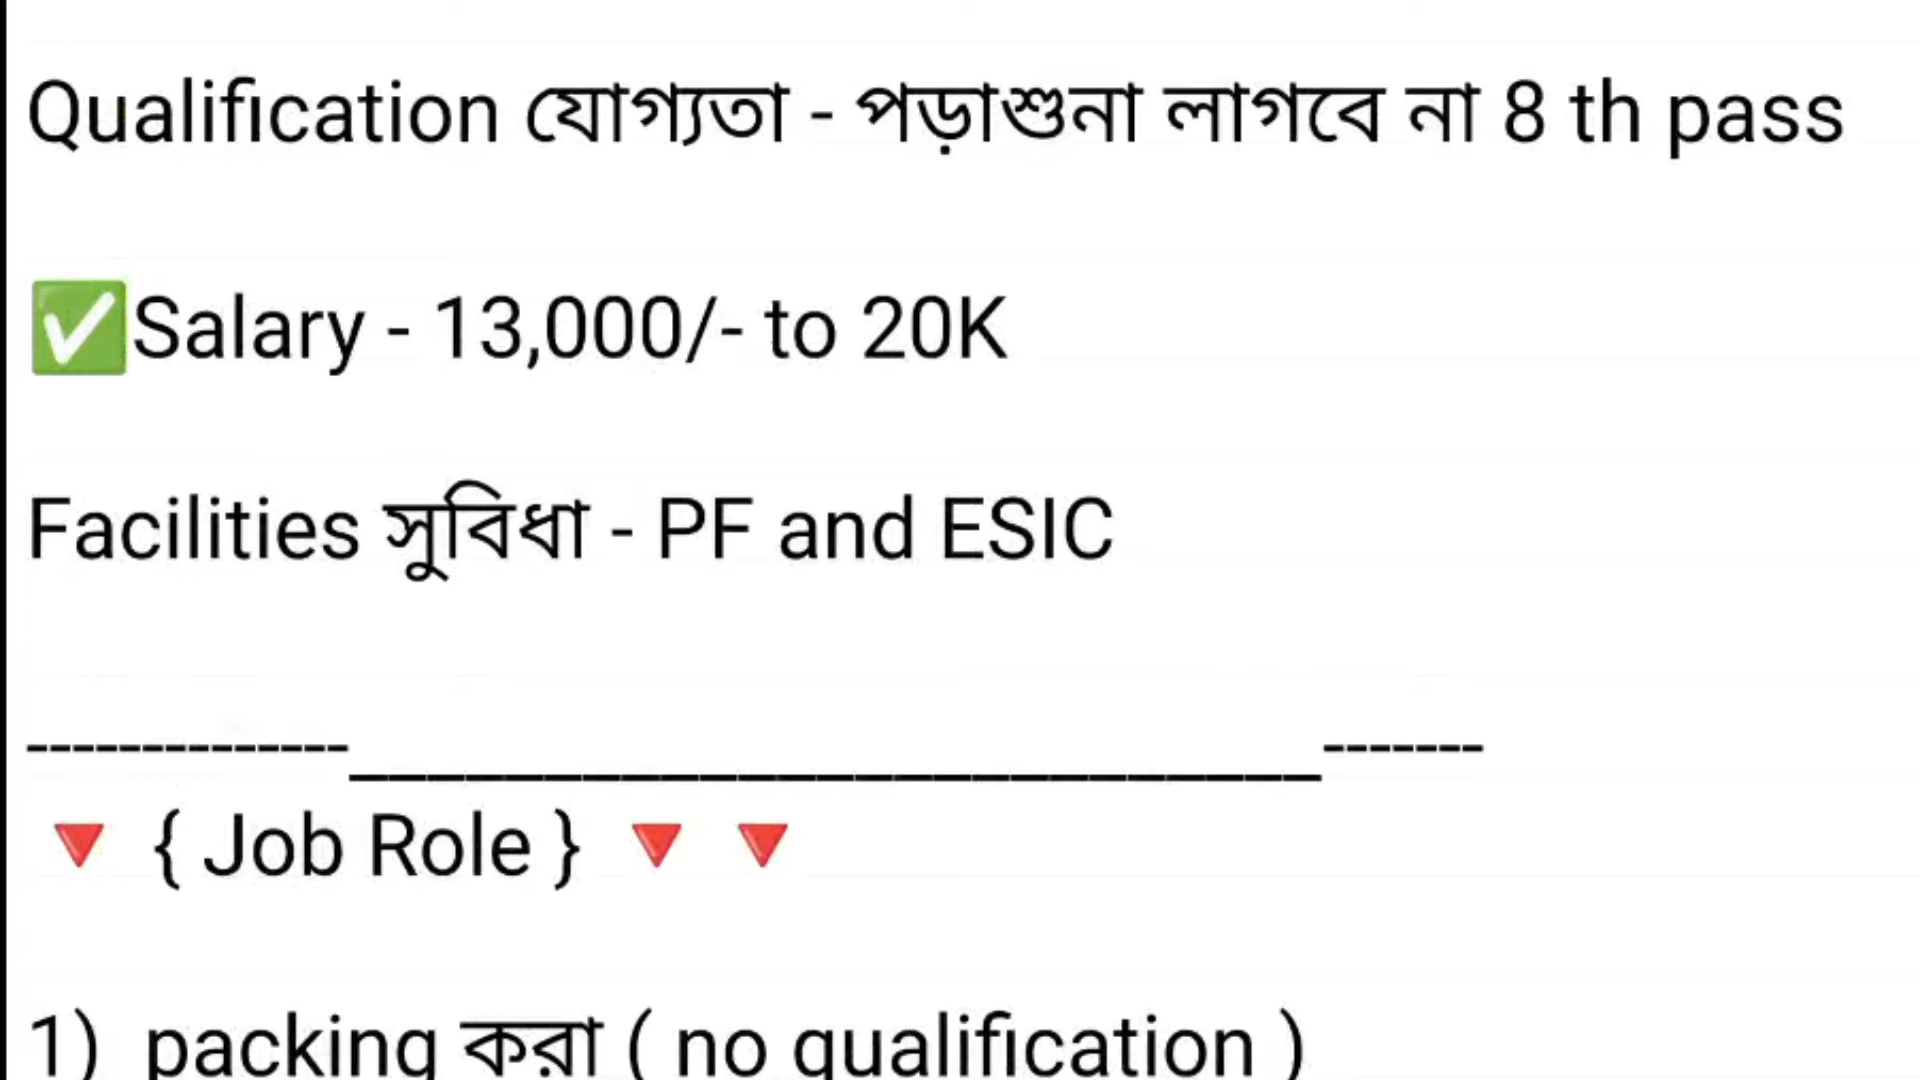 Qualification যোগ্যতা - পড়াশুনা লাগবে না 8 th pass
✅Salary - 13,000/- to 20K
Facilities সুবিধা - PF and ESIC
--------------_________________________-------
🔻 { Job Role } 🔻 🔻
1) packing করা ( no qualification )